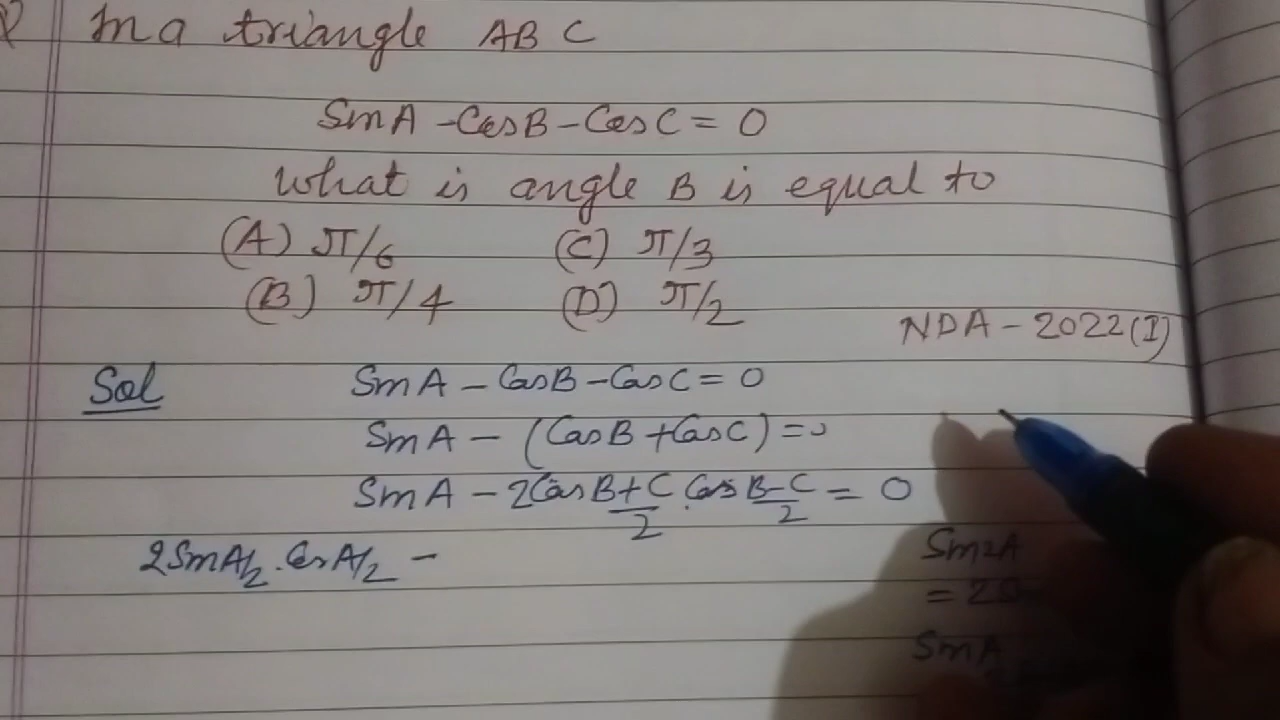 In a triangle ABC
SinA - CosB - CosC = 0
what is angle B is equal to
(A) π/6 (C) π/3
(B) π/4 (D) π/2
NDA - 2022(I)
Sol SinA - CosB - CosC = 0
SinA - (CosB + CosC) = 0
SinA - 2Cos B+C/2 . Cos B-C/2 = 0
2SinA/2 . CosA/2 -
Sin2A
= 2S
SinA